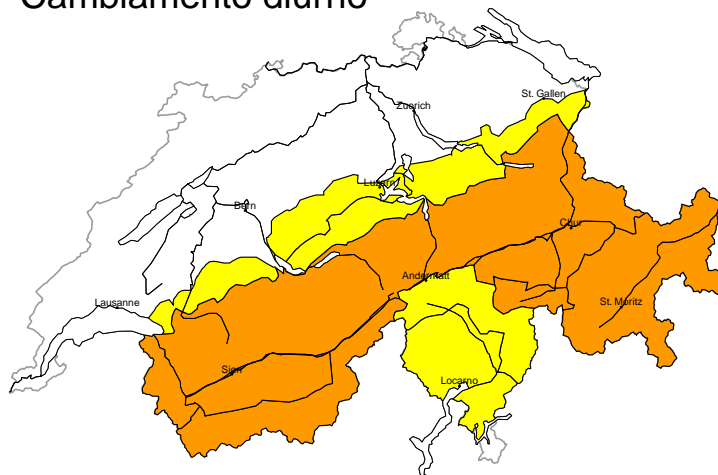 Cambiamento diurno
St. Gallen
Zuerich
Luzern
Bern
Chur
Andermatt
Lausanne
St. Moritz
Sion
Locarno